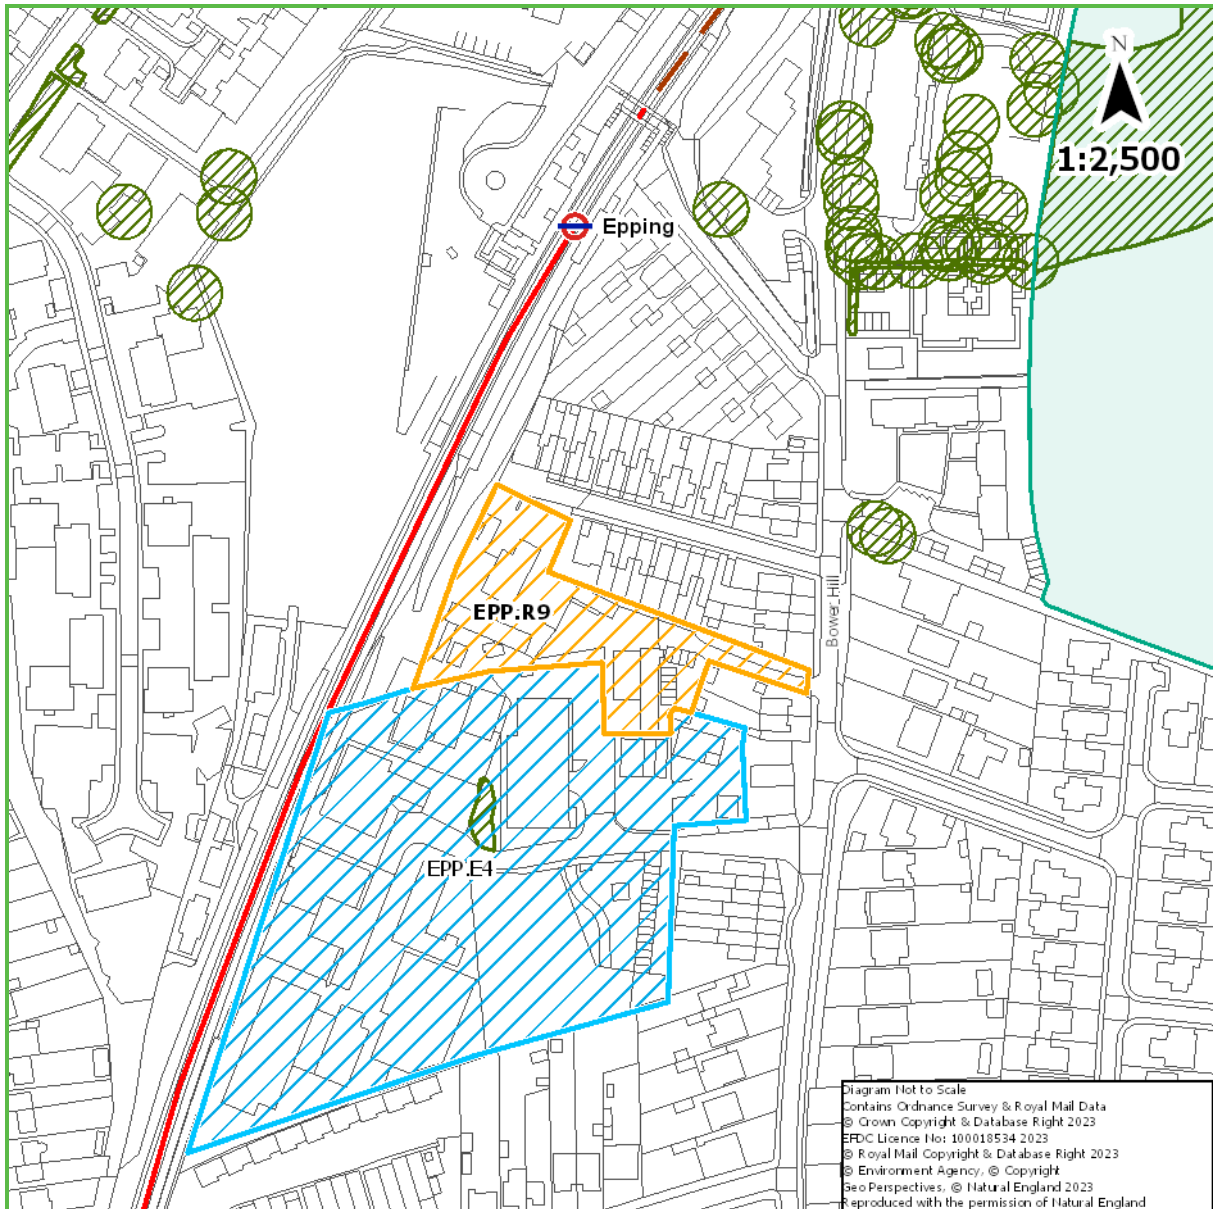 N
1:2,500
Epping
EPP.R9
Bower Hill
EPP.E4
Diagram Not to Scale
Contains Ordnance Survey & Royal Mail Data
© Crown Copyright & Database Right 2023
EFDC Licence No: 100018534 2023
© Royal Mail Copyright & Database Right 2023
© Environment Agency, © Copyright
Geo Perspectives, © Natural England 2023
Reproduced with the permission of Natural England